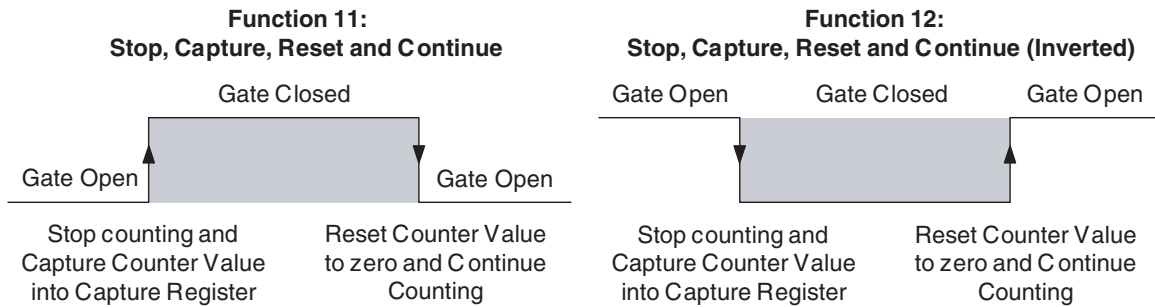 Function 11:
Stop, Capture, Reset and Continue
Gate Closed
Gate Open
Gate Open
Stop counting and
Capture Counter Value
into Capture Register
Reset Counter Value
to zero and Continue
Counting
Function 12:
Stop, Capture, Reset and Continue (Inverted)
Gate Open
Gate Closed
Gate Open
Stop counting and
Capture Counter Value
into Capture Register
Reset Counter Value
to zero and Continue
Counting